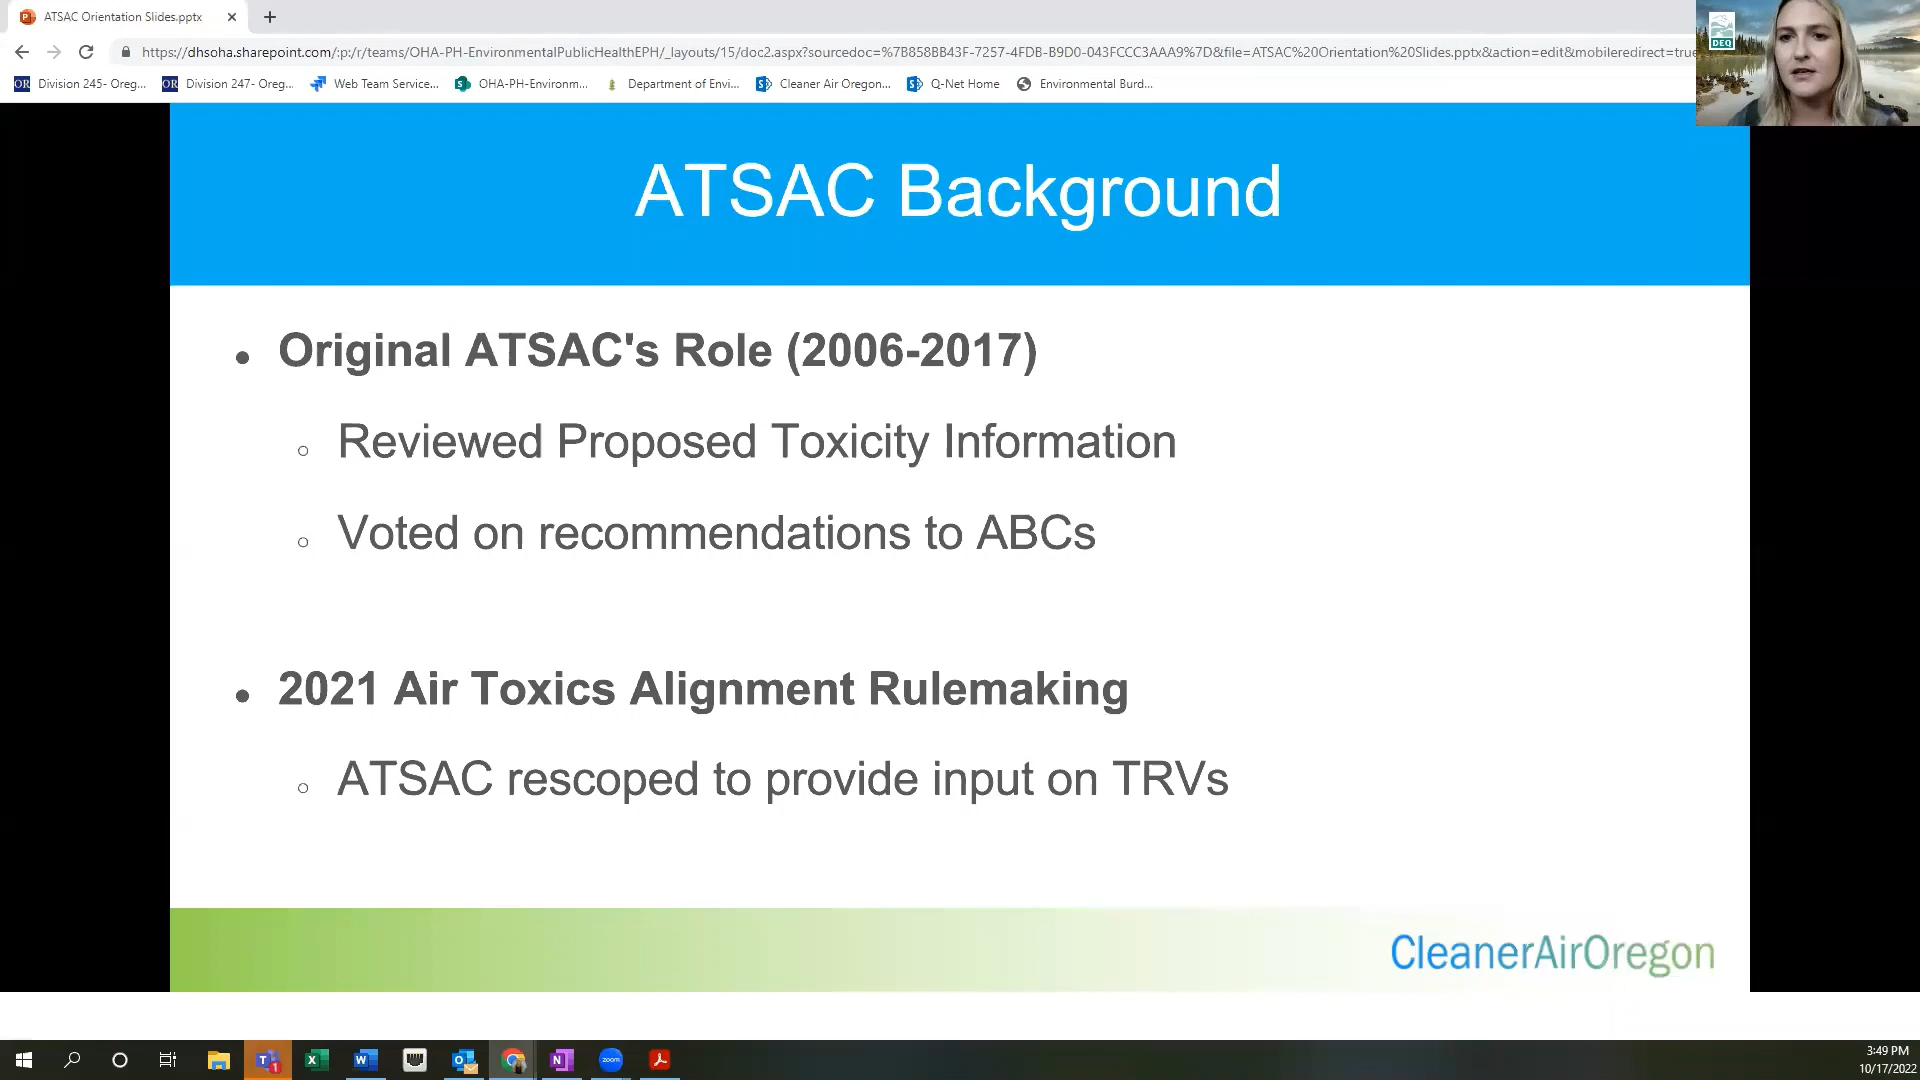 ATSAC Orientation Slides.pptx
https://dhsoha.sharepoint.com/:p:/r/teams/OHA-PH-EnvironmentalPublicHealthEPH/_layouts/15/doc2.aspx?sourcedoc=%7B858BB43F-7257-4FDB-B9D0-043FCCC3AAA9%7D&file=ATSAC%20Orientation%20Slides.pptx&action=edit&mobileredirect=true
Division 245- Oreg... Division 247- Oreg... Web Team Service... OHA-PH-Environm... Department of Envi... Cleaner Air Oregon... Q-Net Home Environmental Burd...
DEQ
ATSAC Background
Original ATSAC's Role (2006-2017)
Reviewed Proposed Toxicity Information
Voted on recommendations to ABCs
2021 Air Toxics Alignment Rulemaking
ATSAC rescoped to provide input on TRVs
CleanerAirOregon
3:49 PM
10/17/2022